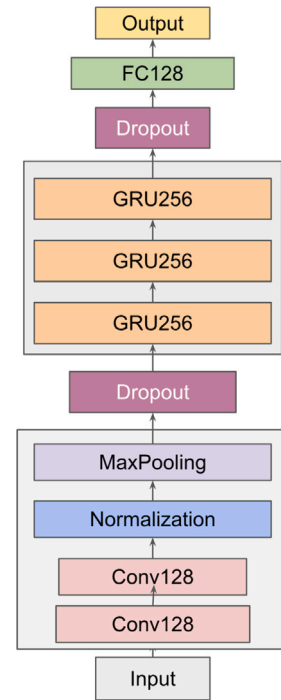 Output
FC128
Dropout
GRU256
GRU256
GRU256
Dropout
MaxPooling
Normalization
Conv128
Conv128
Input